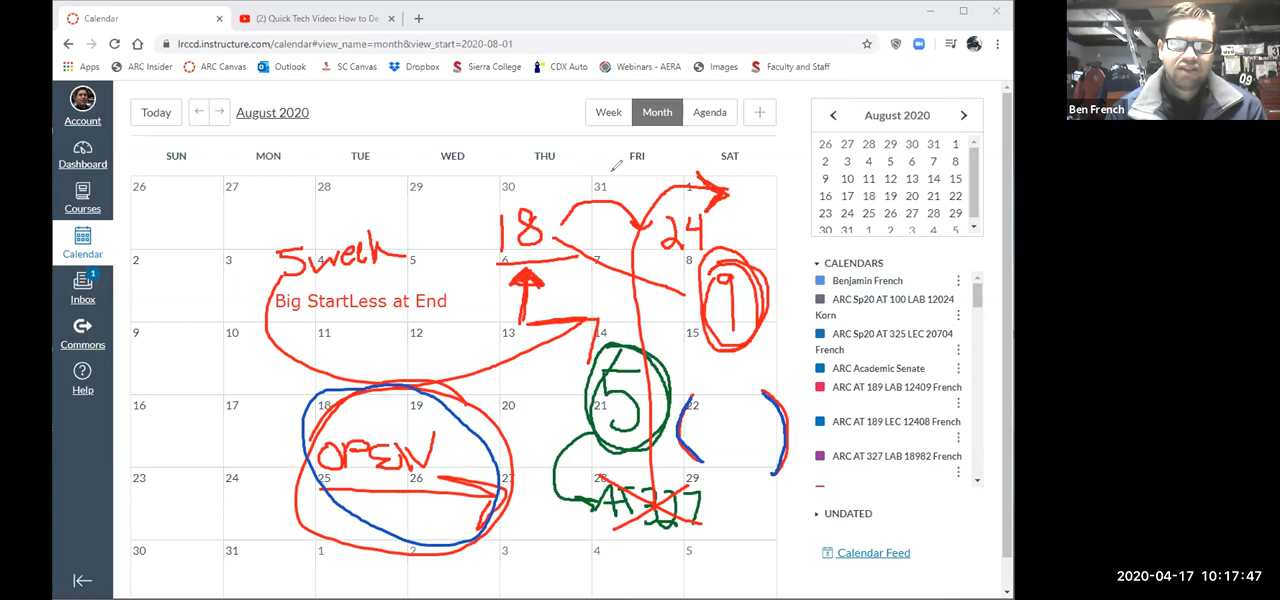 Calendar
(2) Quick Tech Video: How to De
lrccd.instructure.com/calendar#view_name=month&view_start=2020-08-01
Apps ARC Insider ARC Canvas Outlook SC Canvas Dropbox Sierra College CDX Auto Webinars - AERA Images Faculty and Staff
Account
Dashboard
Courses
Calendar
1
Inbox
Commons
Help
Today August 2020 Week Month Agenda
SUN MON TUE WED THU FRI SAT
26 27 28 29 30 31 1
18 24
5 week
2 3 4 5 6 7 8
Big StartLess at End
9
9 10 11 12 13 14 15
5
16 17 18 19 20 21 22
OPEN
23 24 25 26 27 28 29
AT 327
30 31 1 2 3 4 5
August 2020
26 27 28 29 30 31 1
2 3 4 5 6 7 8
9 10 11 12 13 14 15
16 17 18 19 20 21 22
23 24 25 26 27 28 29
30 31 1 2 3 4 5
CALENDARS
Benjamin French
ARC Sp20 AT 100 LAB 12024
Korn
ARC Sp20 AT 325 LEC 20704
French
ARC Academic Senate
ARC AT 189 LAB 12409 French
ARC AT 189 LEC 12408 French
ARC AT 327 LAB 18982 French
UNDATED
Calendar Feed
Ben French
2020-04-17 10:17:47